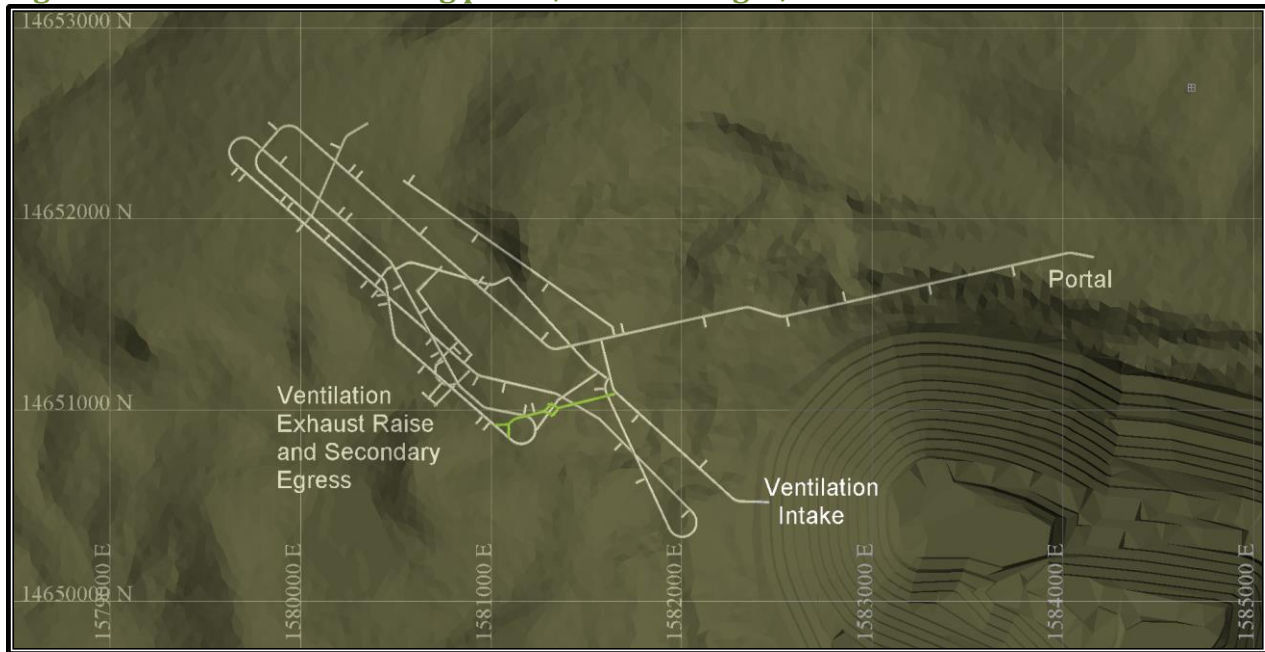 14653000 N
14652000 N
Portal
14651000 N
Ventilation
Exhaust Raise
and Secondary
Egress
Ventilation
Intake
14650000 N
1579000 E
1580000 E
1581000 E
1582000 E
1583000 E
1584000 E
1585000 E